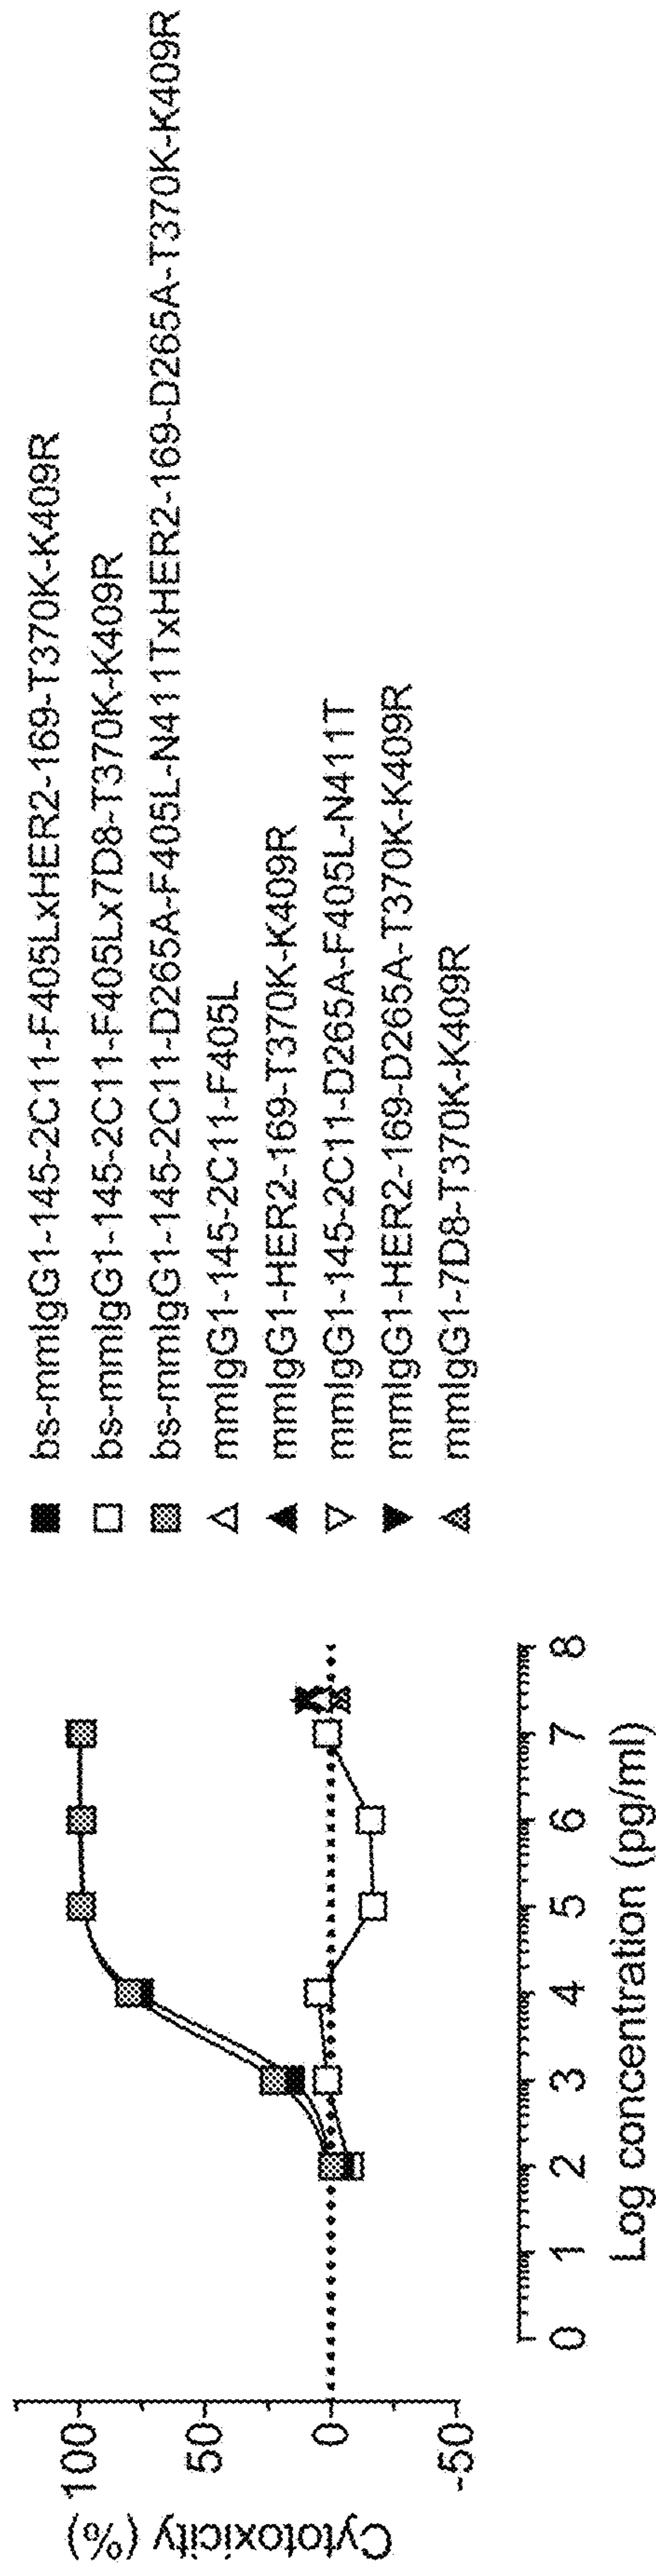 Cytotoxicity (%)
100
50
0
-50
0 1 2 3 4 5 6 7 8
Log concentration (pg/ml)
bs-mmIgG1-145-2C11-F405LxHER2-169-T370K-K409R
bs-mmIgG1-145-2C11-F405Lx7D8-T370K-K409R
bs-mmIgG1-145-2C11-D265A-F405L-N411TxHER2-169-D265A-T370K-K409R
mmIgG1-145-2C11-F405L
mmIgG1-HER2-169-T370K-K409R
mmIgG1-145-2C11-D265A-F405L-N411T
mmIgG1-HER2-169-D265A-T370K-K409R
mmIgG1-7D8-T370K-K409R